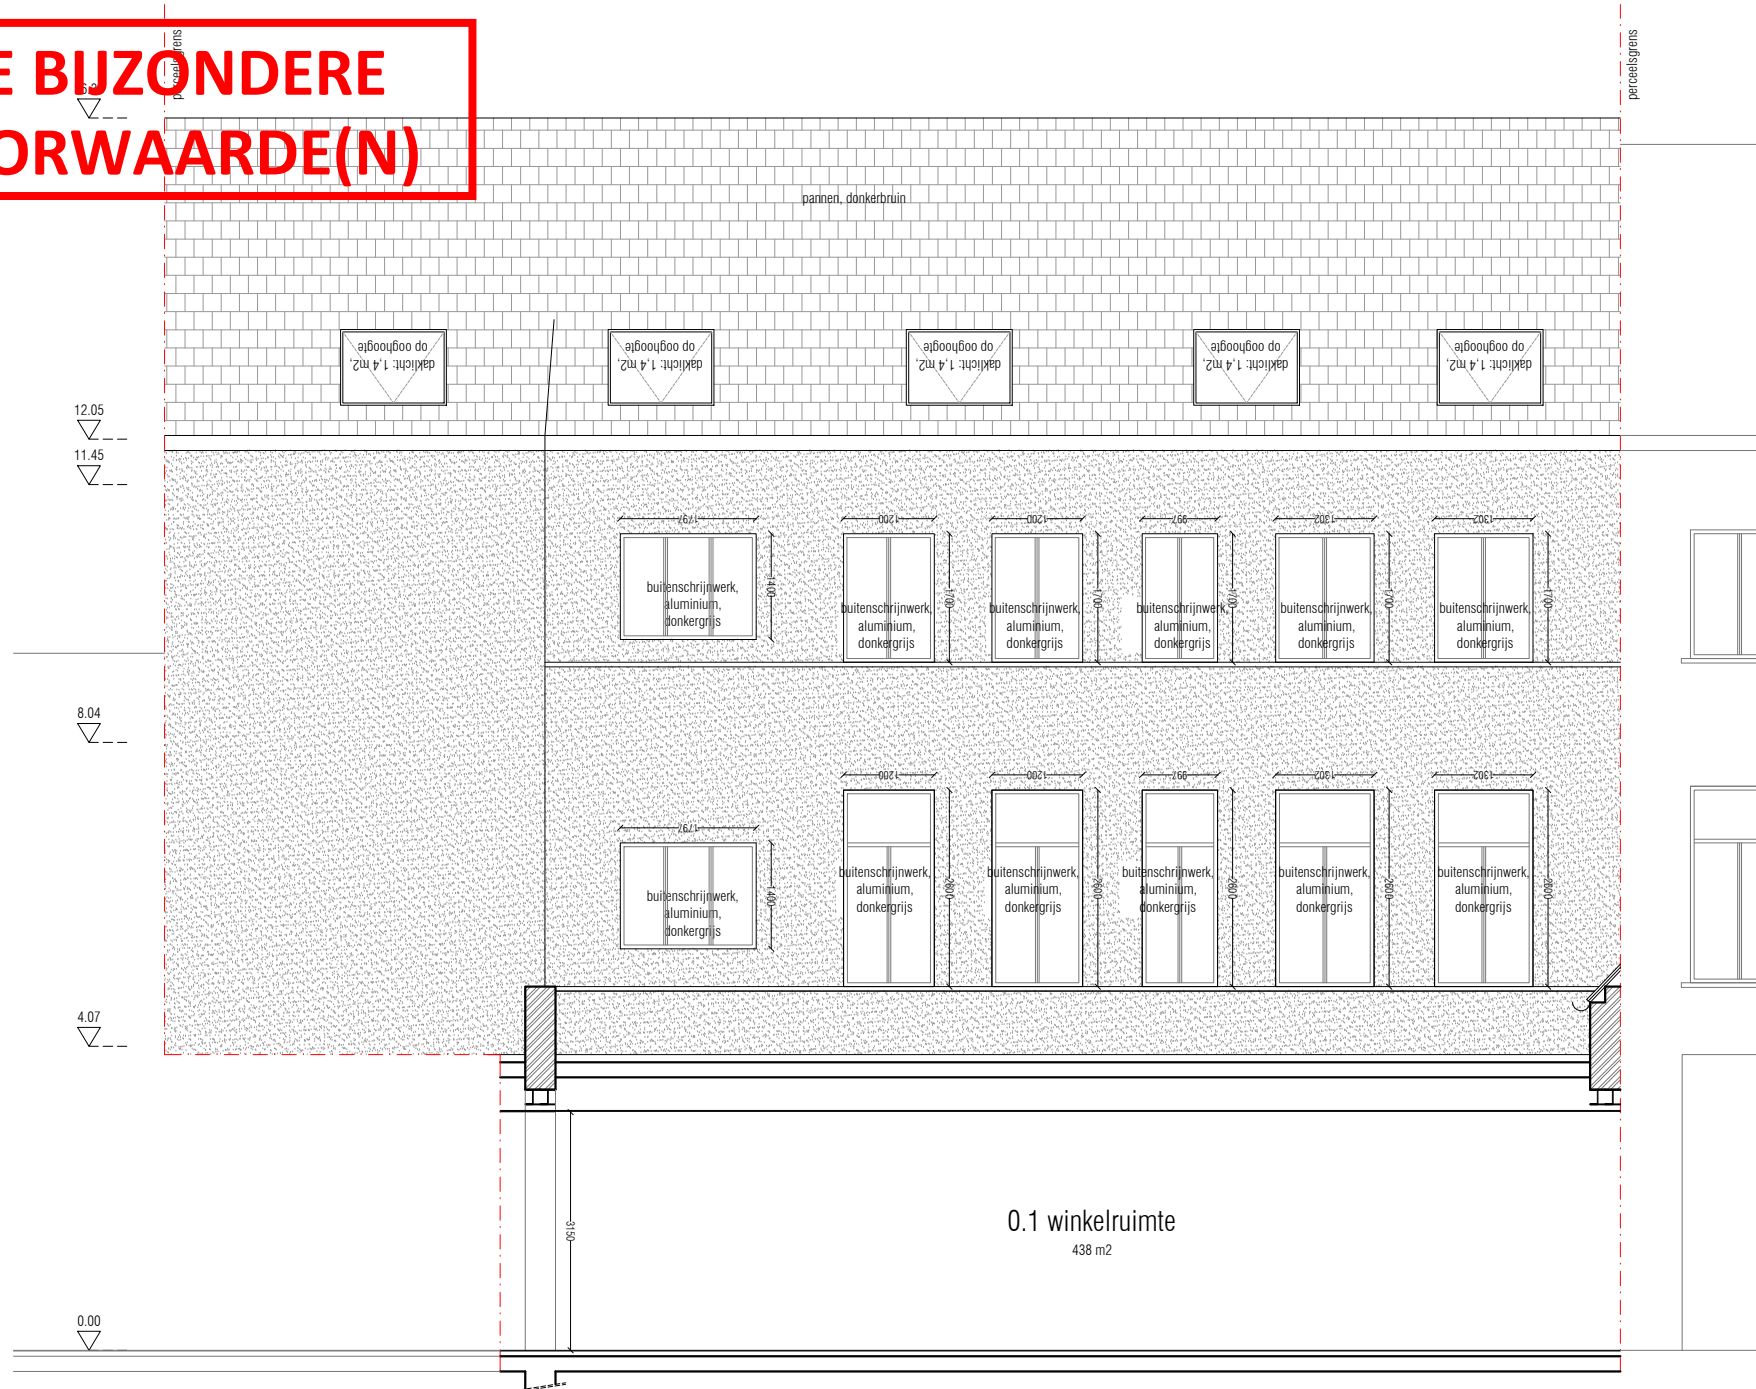 E BIJZONDERE
ORWAARDE(N)
perceelsgrens
perceelsgrens
pannen, donkerbruin
daklicht: 1,4 m2,
op ooghoogte
daklicht: 1,4 m2,
op ooghoogte
daklicht: 1,4 m2,
op ooghoogte
daklicht: 1,4 m2,
op ooghoogte
daklicht: 1,4 m2,
op ooghoogte
12.05
11.45
1797
1200
1200
997
1302
1302
1400
1700
1700
1700
1700
1700
buitenschrijnwerk,
aluminium,
donkergrijs
buitenschrijnwerk,
aluminium,
donkergrijs
buitenschrijnwerk,
aluminium,
donkergrijs
buitenschrijnwerk,
aluminium,
donkergrijs
buitenschrijnwerk,
aluminium,
donkergrijs
buitenschrijnwerk,
aluminium,
donkergrijs
8.04
1200
1200
997
1302
1302
1797
1400
2600
2600
2600
2600
2600
buitenschrijnwerk,
aluminium,
donkergrijs
buitenschrijnwerk,
aluminium,
donkergrijs
buitenschrijnwerk,
aluminium,
donkergrijs
buitenschrijnwerk,
aluminium,
donkergrijs
buitenschrijnwerk,
aluminium,
donkergrijs
buitenschrijnwerk,
aluminium,
donkergrijs
4.07
3150
0.1 winkelruimte
438 m2
0.00